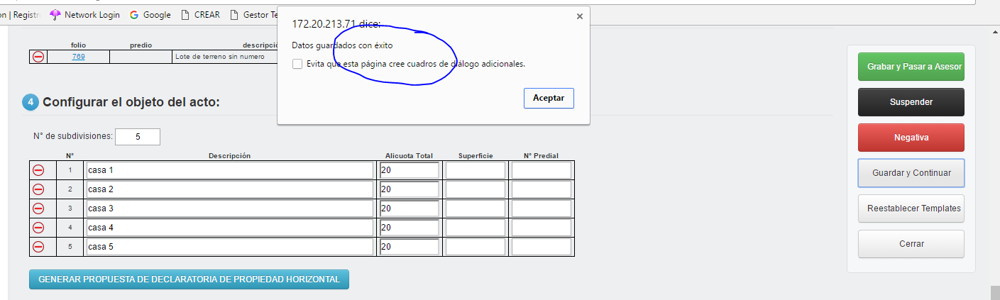 n | Registr Network Login Google CREAR Gestor Te
172.20.213.71 dice:
Datos guardados con éxito
Evita que esta página cree cuadros de diálogo adicionales.
Aceptar
folio predio descripció
769 Lote de terreno sin numero
4 Configurar el objeto del acto:
N° de subdivisiones: 5
N° Descripción Alicuota Total Superficie N° Predial
1 casa 1 20
2 casa 2 20
3 casa 3 20
4 casa 4 20
5 casa 5 20
GENERAR PROPUESTA DE DECLARATORIA DE PROPIEDAD HORIZONTAL
Grabar y Pasar a Asesor
Suspender
Negativa
Guardar y Continuar
Reestablecer Templates
Cerrar